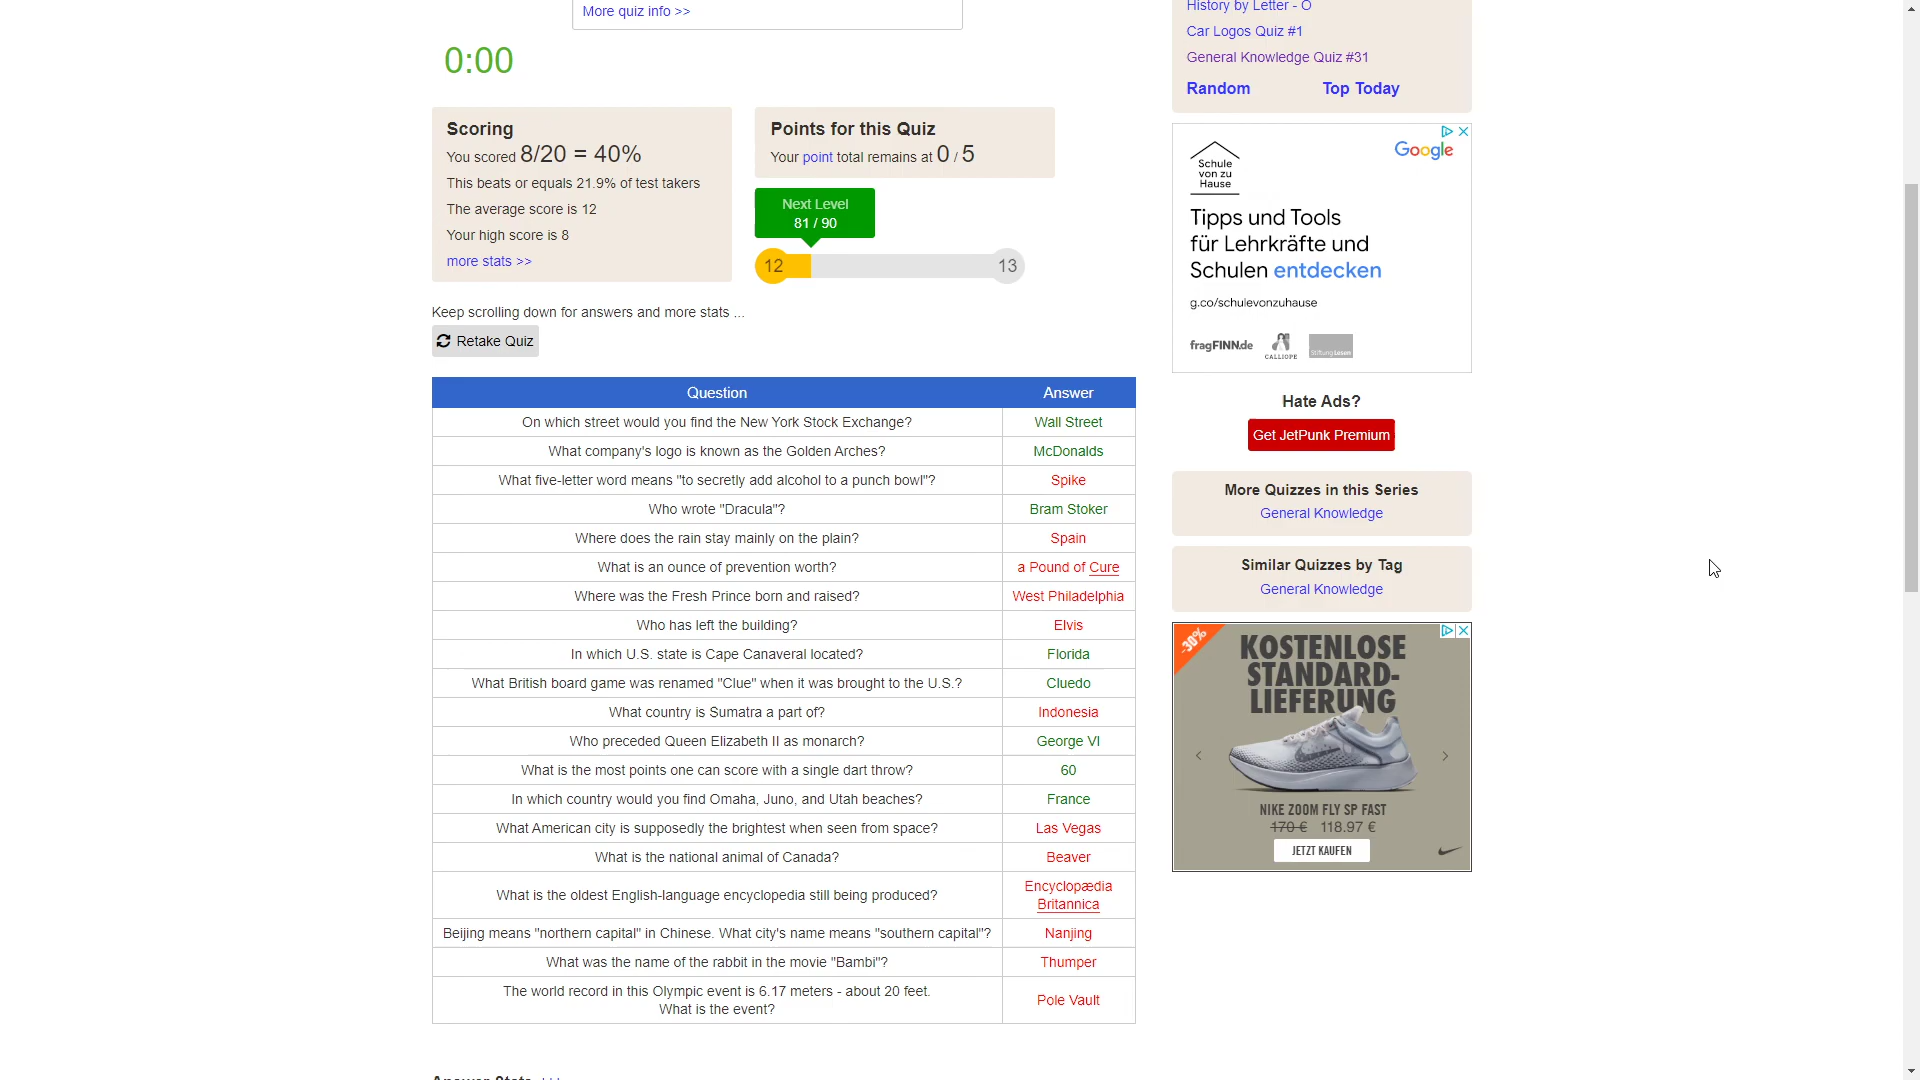 More quiz info >>
0:00
Scoring
You scored 8/20 = 40%
This beats or equals 21.9% of test takers
The average score is 12
Your high score is 8
more stats >>
Points for this Quiz
Your point total remains at 0 / 5
Next Level
81 / 90
12
13
Keep scrolling down for answers and more stats ...
Retake Quiz
Question Answer
On which street would you find the New York Stock Exchange? Wall Street
What company's logo is known as the Golden Arches? McDonalds
What five-letter word means "to secretly add alcohol to a punch bowl"? Spike
Who wrote "Dracula"? Bram Stoker
Where does the rain stay mainly on the plain? Spain
What is an ounce of prevention worth? a Pound of Cure
Where was the Fresh Prince born and raised? West Philadelphia
Who has left the building? Elvis
In which U.S. state is Cape Canaveral located? Florida
What British board game was renamed "Clue" when it was brought to the U.S.? Cluedo
What country is Sumatra a part of? Indonesia
Who preceded Queen Elizabeth II as monarch? George VI
What is the most points one can score with a single dart throw? 60
In which country would you find Omaha, Juno, and Utah beaches? France
What American city is supposedly the brightest when seen from space? Las Vegas
What is the national animal of Canada? Beaver
What is the oldest English-language encyclopedia still being produced? Encyclopædia
Britannica
Beijing means "northern capital" in Chinese. What city's name means "southern capital"? Nanjing
What was the name of the rabbit in the movie "Bambi"? Thumper
The world record in this Olympic event is 6.17 meters - about 20 feet.
What is the event? Pole Vault
History by Letter - O
Car Logos Quiz #1
General Knowledge Quiz #31
Random Top Today
Schule
von zu
Hause
Google
Tipps und Tools
für Lehrkräfte und
Schulen entdecken
g.co/schulevonzuhause
fragFINN.de
CALLIOPE
Stiftung Lesen
Hate Ads?
Get JetPunk Premium
More Quizzes in this Series
General Knowledge
Similar Quizzes by Tag
General Knowledge
-30%
KOSTENLOSE
STANDARD-
LIEFERUNG
NIKE ZOOM FLY SP FAST
170 € 118.97 €
JETZT KAUFEN